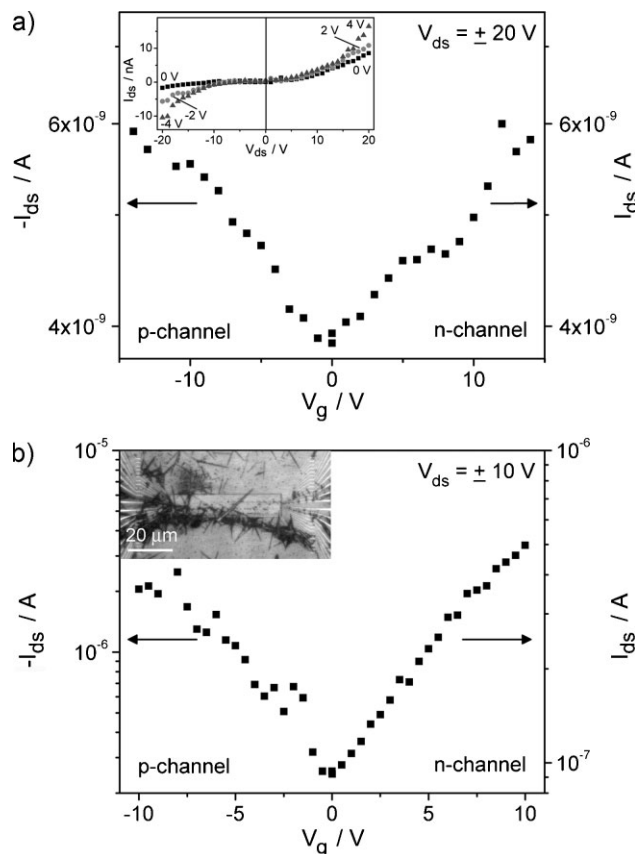 a)
V_ds = ± 20 V
I_ds / nA
10
0
-10
0 V
-2 V
-4 V
2 V
4 V
0 V
-20 -10 0 10 20
V_ds / V
6x10⁻⁹
4x10⁻⁹
-I_ds / A
6x10⁻⁹
4x10⁻⁹
I_ds / A
p-channel
n-channel
-10 0 10
V_g / V
b)
V_ds = ± 10 V
20 μm
10⁻⁵
10⁻⁶
-I_ds / A
10⁻⁶
10⁻⁷
I_ds / A
p-channel
n-channel
-10 -5 0 5 10
V_g / V